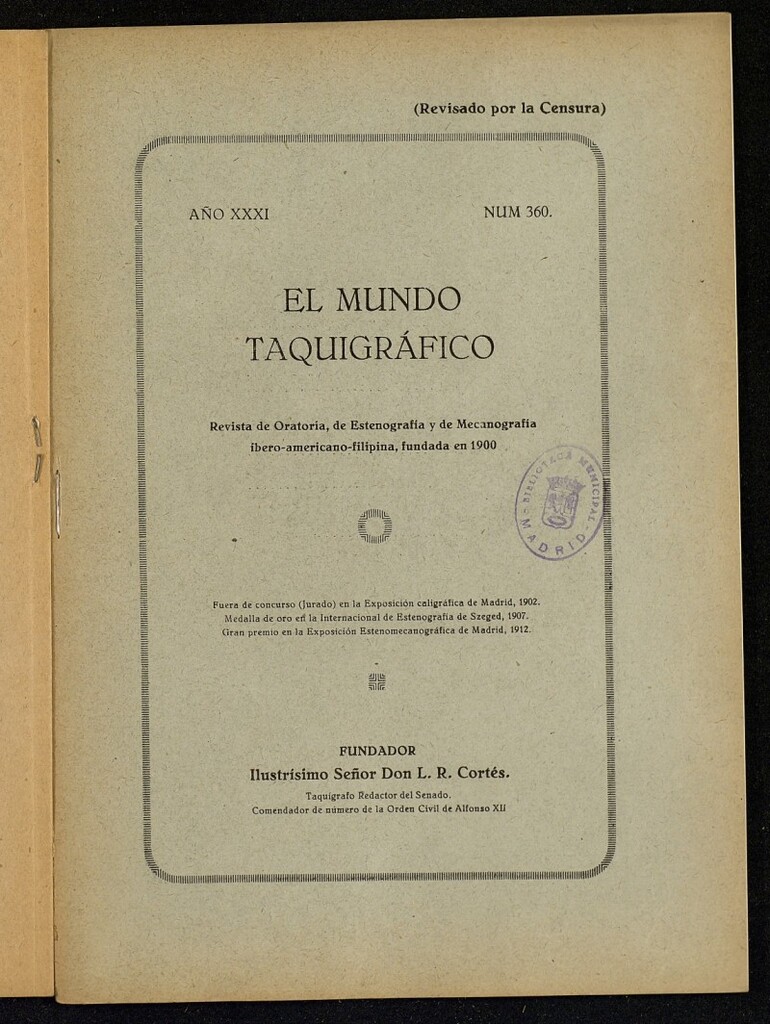 (Revisado por la Censura)
AÑO XXXI
NUM 360.
EL MUNDO
TAQUIGRÁFICO
Revista de Oratoria, de Estenografía y de Mecanografía
ibero-americano-filipina, fundada en 1900
BIBLIOTECA MUNICIPAL
MADRID
Fuera de concurso (Jurado) en la Exposición caligráfica de Madrid, 1902.
Medalla de oro en la Internacional de Estenografía de Szeged, 1907.
Gran premio en la Exposición Estenomecanográfica de Madrid, 1912.
FUNDADOR
Ilustrísimo Señor Don L. R. Cortés.
Taquígrafo Redactor del Senado.
Comendador de número de la Orden Civil de Alfonso XII